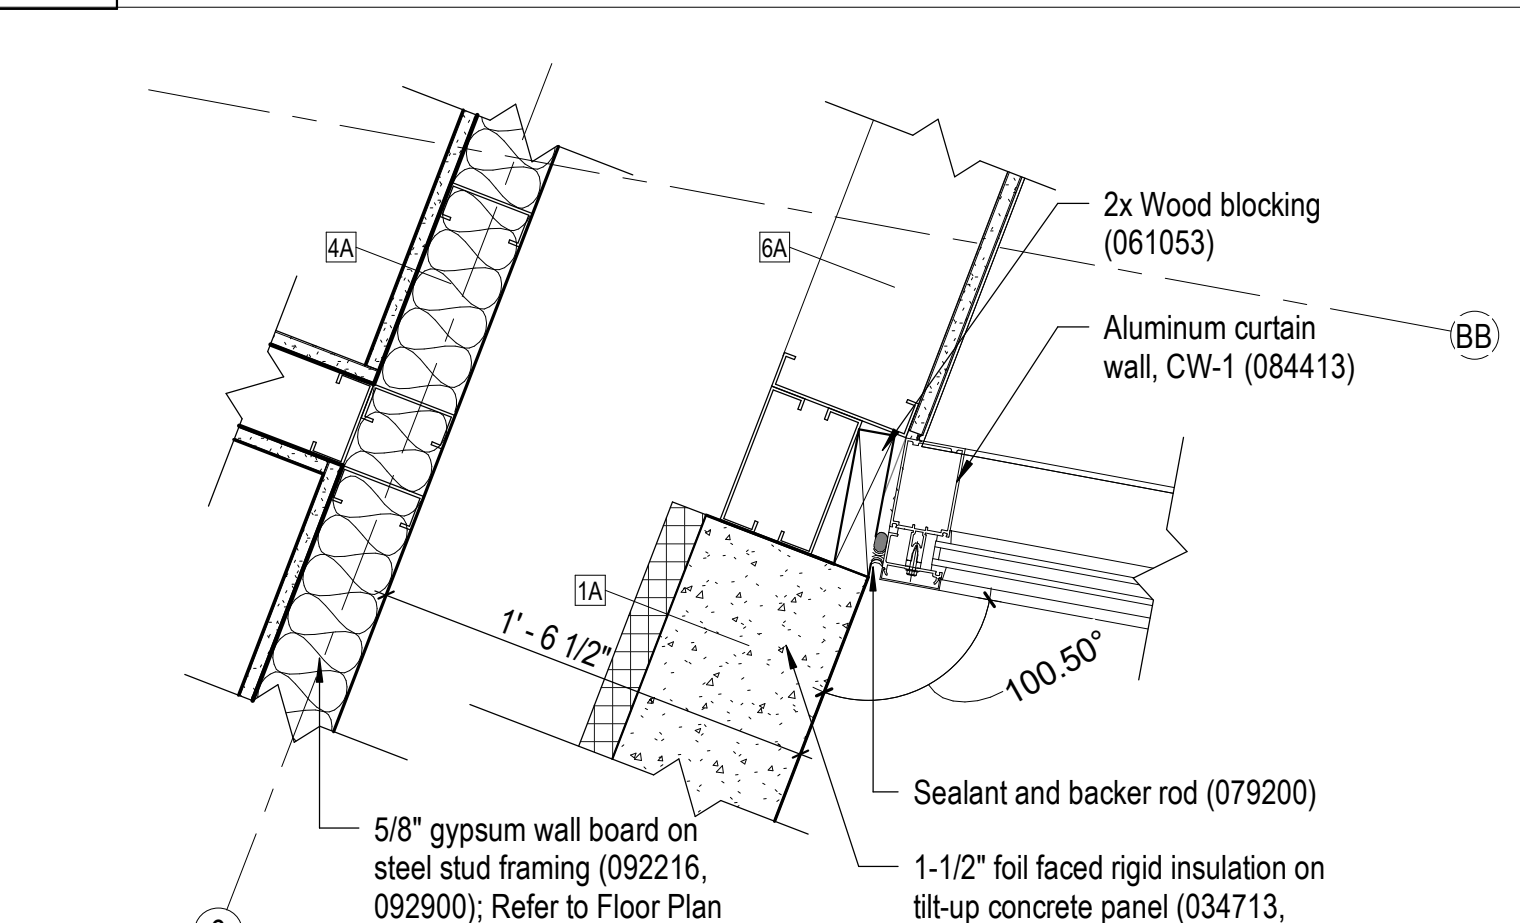 2x Wood blocking
(061053)
4A
6A
Aluminum curtain
wall, CW-1 (084413)
BB
1A
1' - 6 1/2"
100.50°
Sealant and backer rod (079200)
5/8" gypsum wall board on
steel stud framing (092216,
092900); Refer to Floor Plan
1-1/2" foil faced rigid insulation on
tilt-up concrete panel (034713,